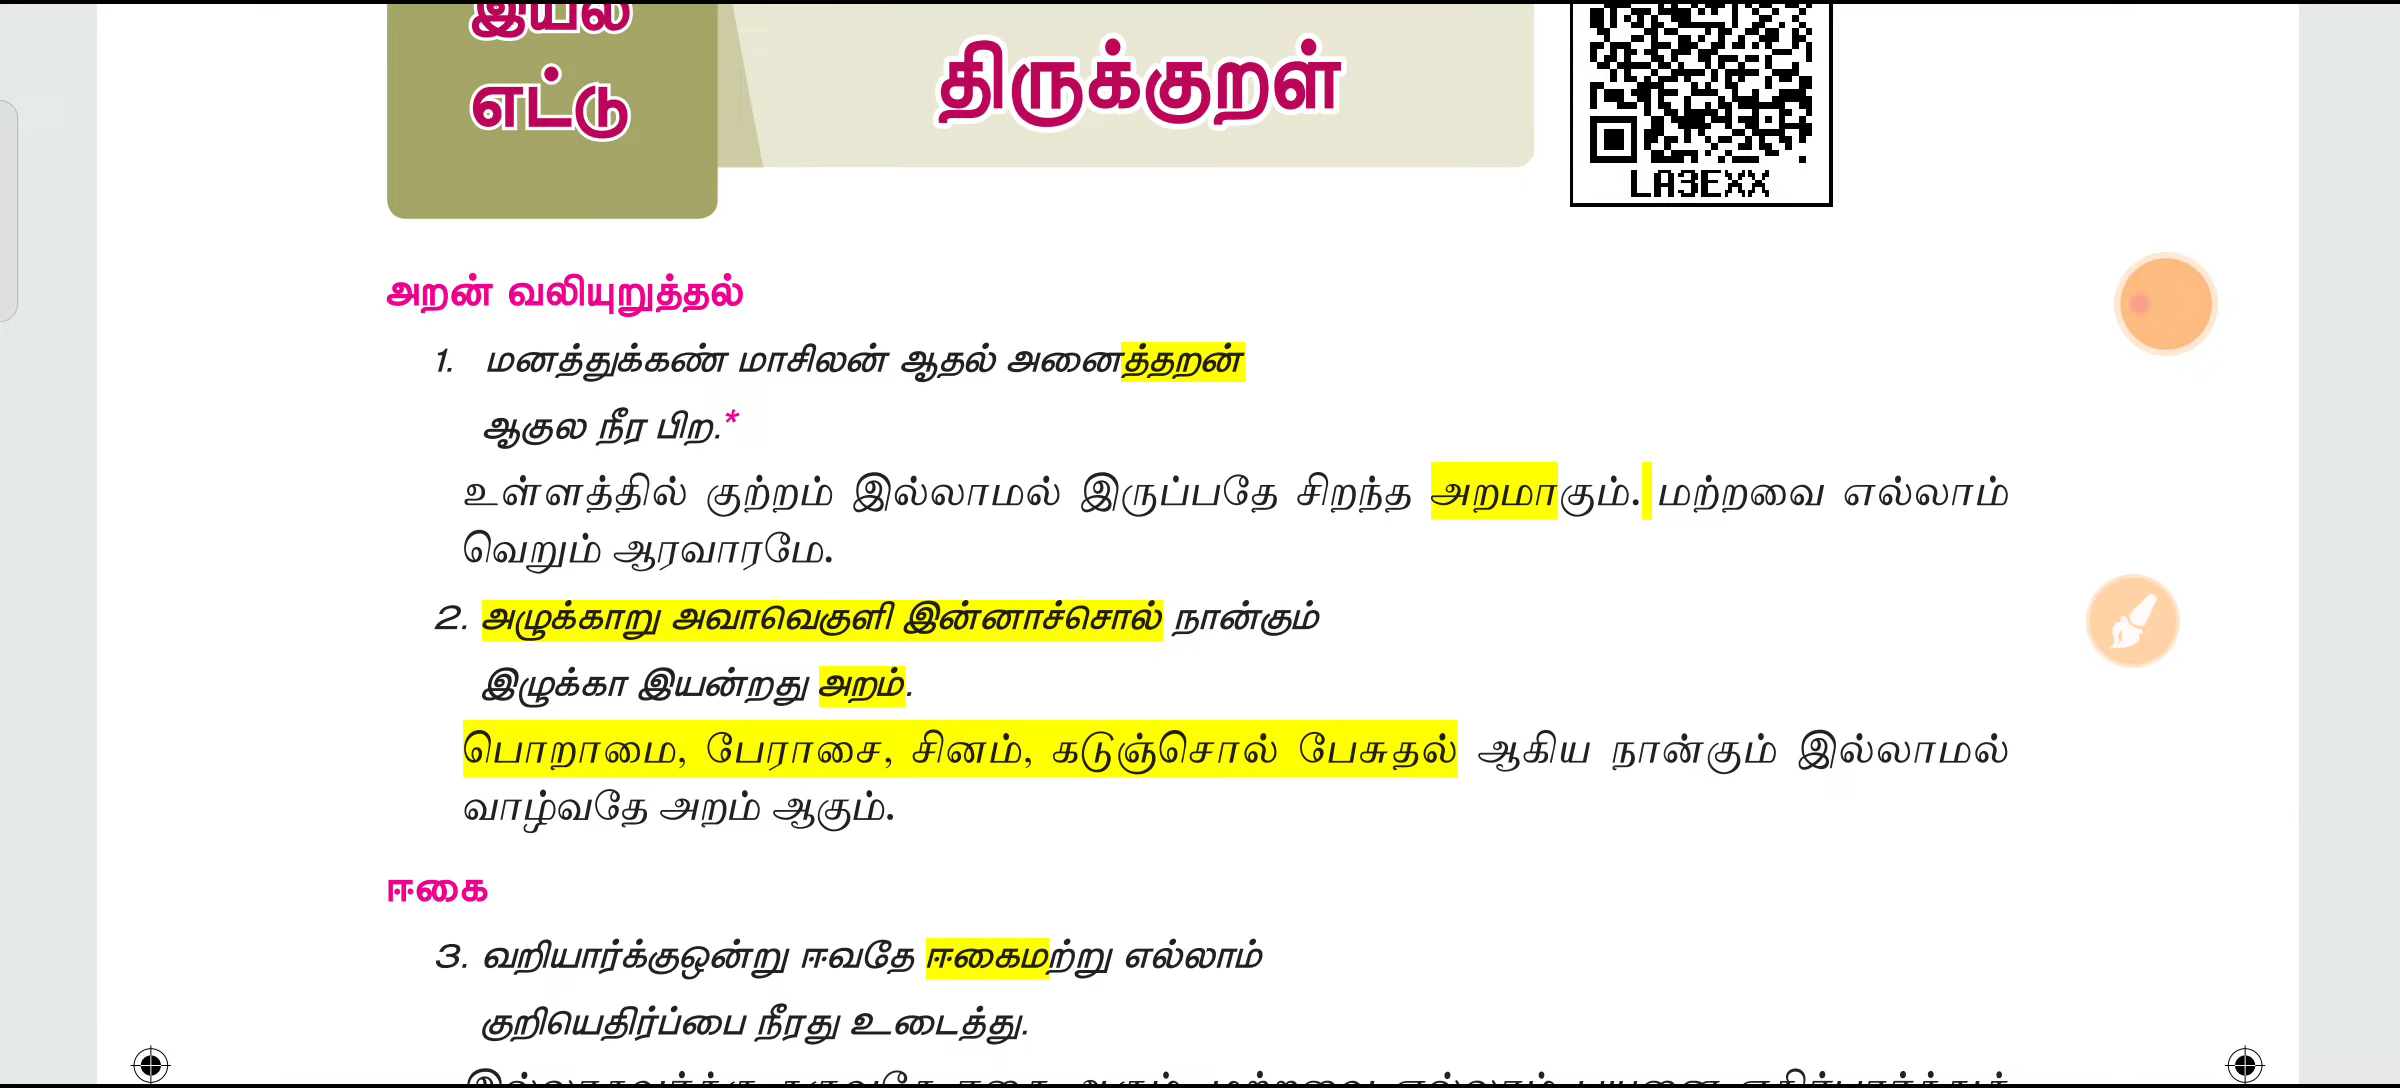 இயல்
எட்டு
திருக்குறள்
LA3EXX
அறன் வலியுறுத்தல்
1. மனத்துக்கண் மாசிலன் ஆதல் அனைத்தறன்
ஆகுல நீர பிற.*
உள்ளத்தில் குற்றம் இல்லாமல் இருப்பதே சிறந்த அறமாகும். மற்றவை எல்லாம்
வெறும் ஆரவாரமே.
2. அழுக்காறு அவாவெகுளி இன்னாச்சொல் நான்கும்
இழுக்கா இயன்றது அறம்.
பொறாமை, பேராசை, சினம், கடுஞ்சொல் பேசுதல் ஆகிய நான்கும் இல்லாமல்
வாழ்வதே அறம் ஆகும்.
ஈகை
3. வறியார்க்குஒன்று ஈவதே ஈகைமற்று எல்லாம்
குறியெதிர்ப்பை நீரது உடைத்து.